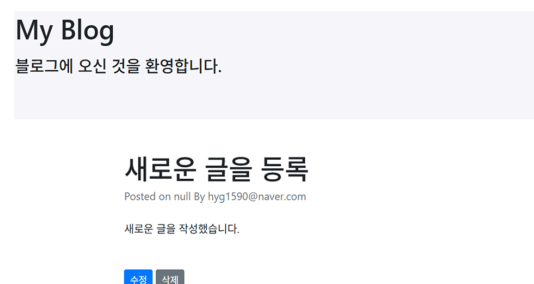 My Blog
블로그에 오신 것을 환영합니다.
새로운 글을 등록
Posted on null By hyg1590@naver.com
새로운 글을 작성했습니다.
수정 삭제